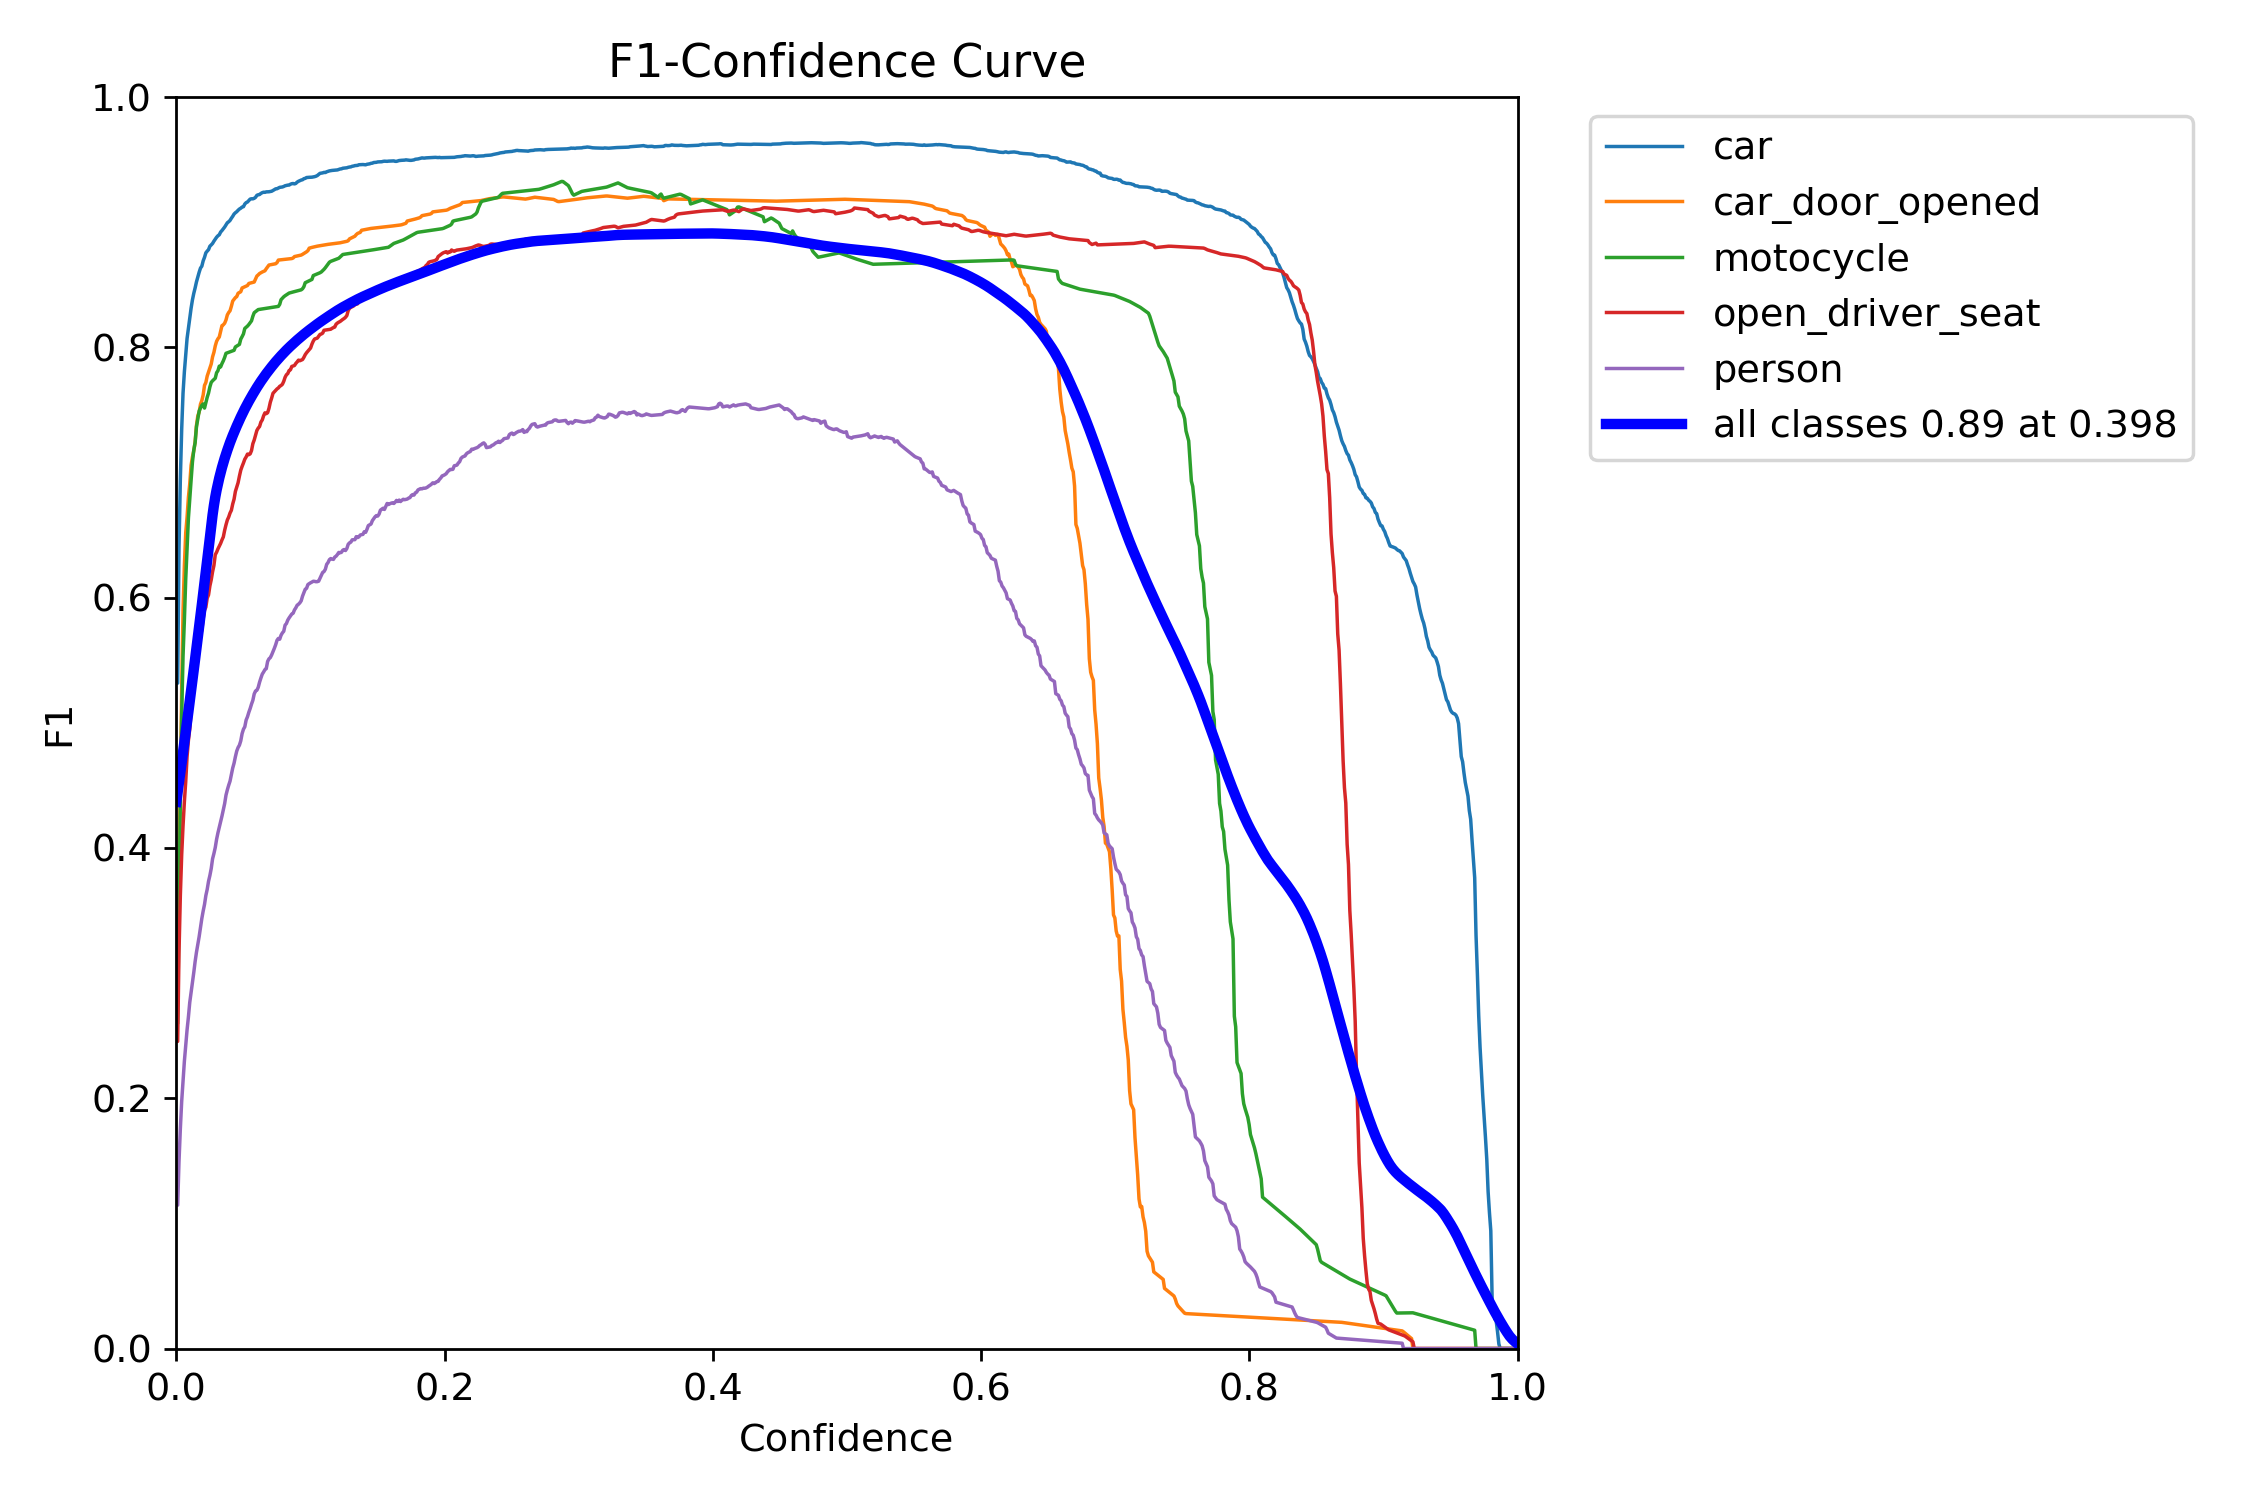 F1-Confidence Curve
1.0
0.8
0.6
0.4
0.2
0.0
F1
0.0 0.2 0.4 0.6 0.8 1.0
Confidence
car
car_door_opened
motocycle
open_driver_seat
person
all classes 0.89 at 0.398